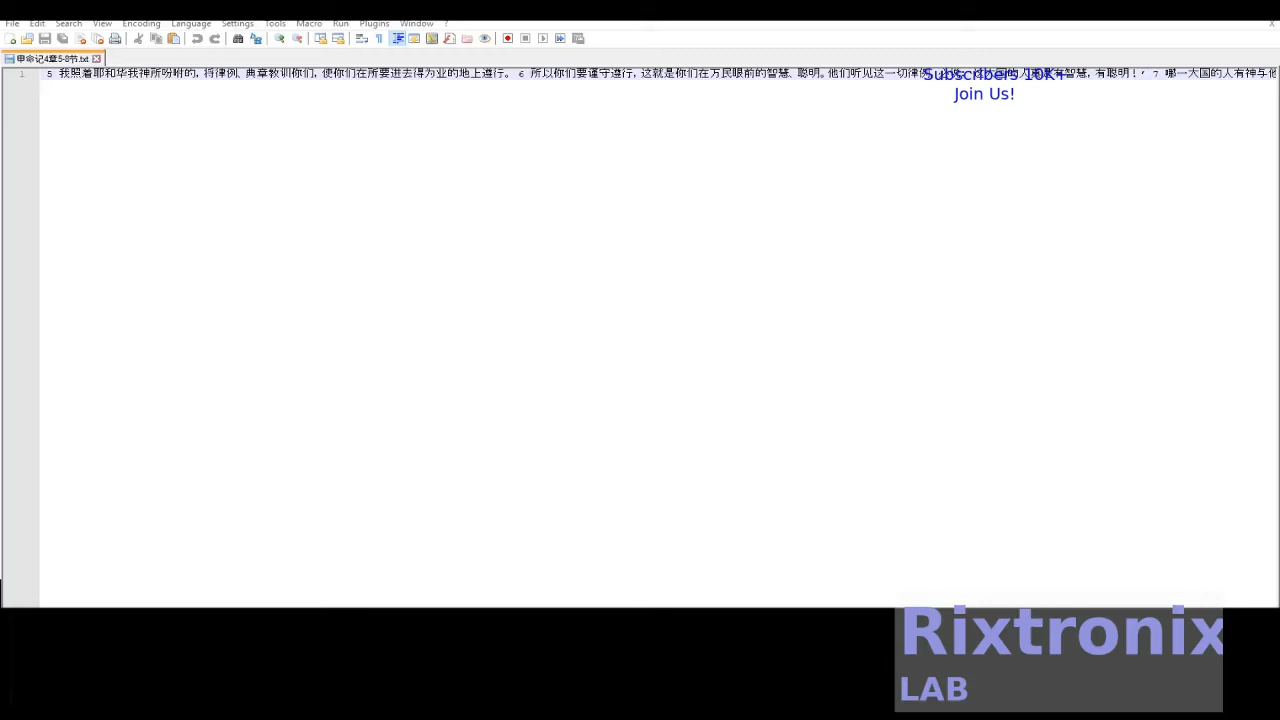 File Edit Search View Encoding Language Settings Tools Macro Run Plugins Window ? X
申命记4章5-8节.txt
1 5 我照着耶和华我神所吩咐的，将律例、典章教训你们，使你们在所要进去得为业的地上遵行。 6 所以你们要谨守遵行，这就是你们在万民眼前的智慧、聪明。他们听见这一切律例 有智慧，有聪明！’ 7 哪一大国的人有神与他
Subscribers 10K+
Join Us!
Rixtronix
LAB